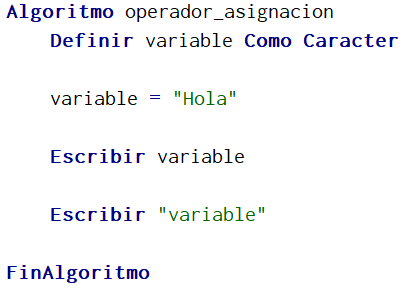 Algoritmo operador_asignacion
Definir variable Como Caracter
variable = "Hola"
Escribir variable
Escribir "variable"
FinAlgoritmo